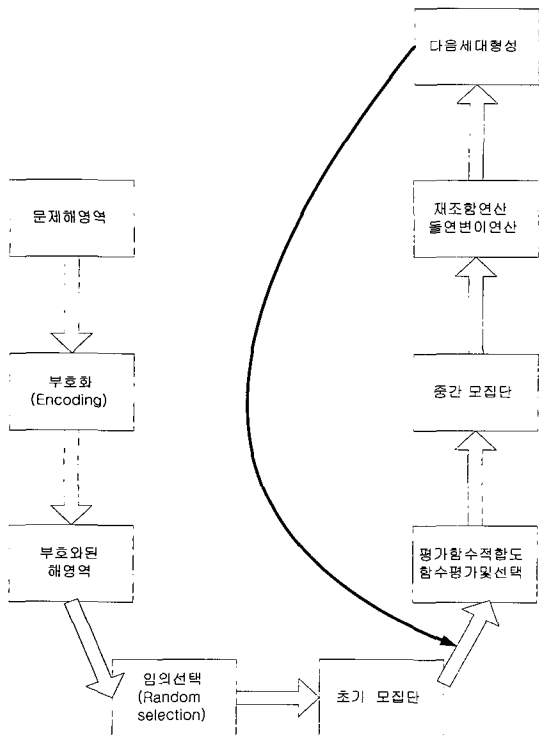 문제해영역
부호화
(Encoding)
부호와된
해영역
임의선택
(Random
selection)
초기 모집단
평가함수적합도
함수평가및선택
중간 모집단
재조합연산
돌연변이연산
다음세대형성